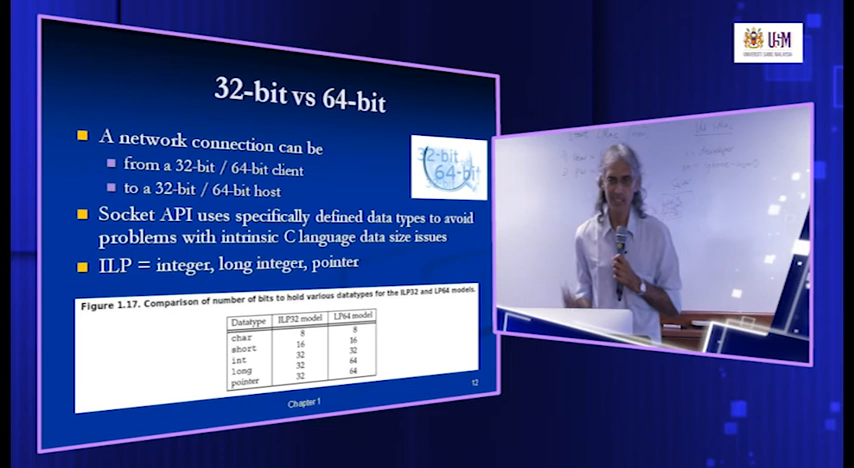 32-bit vs 64-bit
A network connection can be
from a 32-bit / 64-bit client
to a 32-bit / 64-bit host
32-bit
64-bit
Socket API uses specifically defined data types to avoid
problems with intrinsic C language data size issues
ILP = integer, long integer, pointer
Figure 1.17. Comparison of number of bits to hold various datatypes for the ILP32 and LP64 models.
Datatype ILP32 model LP64 model
char 8 8
short 16 16
int 32 32
long 32 64
pointer 32 64
12
Chapter 1
USM
UNIVERSITI SAINS MALAYSIA